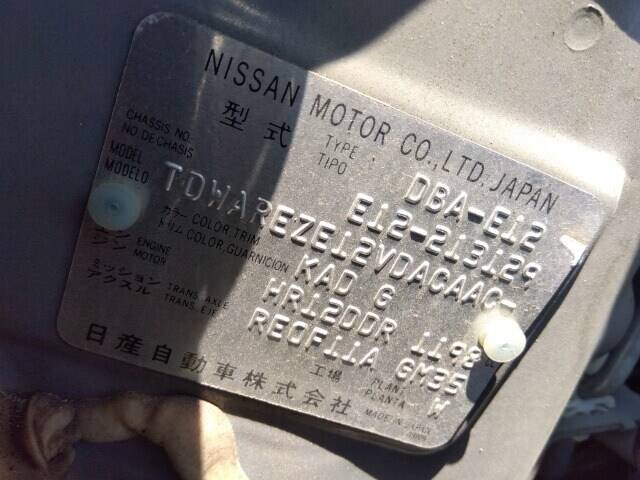 NISSAN MOTOR CO., LTD. JAPAN
型式 TYPE TIPO DBA-E12
CHASSIS NO. NO. DE CHASIS E12-213129
MODEL MODELO TDWAREZE12VDACAAC-
カラー トリム COLOR, TRIM COLOR, GUARNICION KAD G
エンジン ENGINE MOTOR HR12DDR 1198
ミッション アクスル TRANS. AXLE TRANS. EJE RE0F11A GM35
工場 PLANT PLANTA W
日産自動車株式会社 MADE IN JAPAN